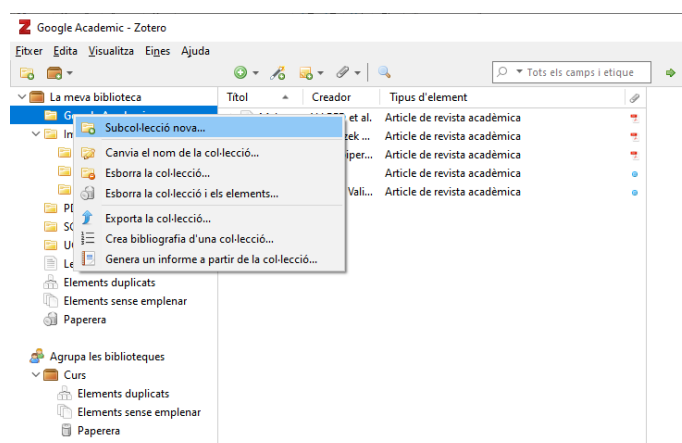 Google Academic - Zotero
Fitxer Edita Visualitza Eines Ajuda
Tots els camps i etique
La meva biblioteca
Títol Creador Tipus d'element
et al. Article de revista acadèmica
Article de revista acadèmica
Article de revista acadèmica
Article de revista acadèmica
Vali... Article de revista acadèmica
Subcol·lecció nova...
Canvia el nom de la col·lecció...
Esborra la col·lecció...
Esborra la col·lecció i els elements...
Exporta la col·lecció...
Crea bibliografia d'una col·lecció...
Genera un informe a partir de la col·lecció...
Elements duplicats
Elements sense emplenar
Paperera
Agrupa les biblioteques
Curs
Elements duplicats
Elements sense emplenar
Paperera